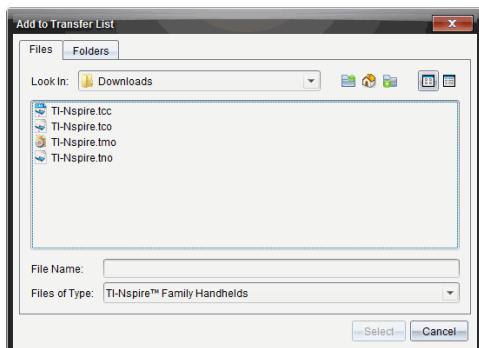 Add to Transfer List
Files Folders
Look In: Downloads
TI-Nspire.tcc
TI-Nspire.tco
TI-Nspire.tmo
TI-Nspire.tno
File Name:
Files of Type: TI-Nspire™ Family Handhelds
Select Cancel